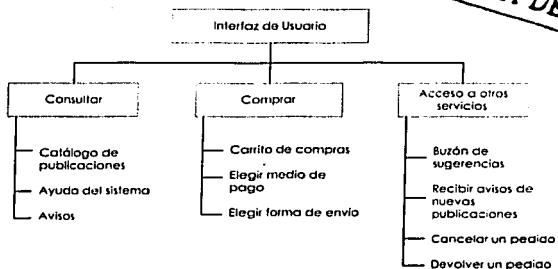 DE
Interfaz de Usuario
Consultar
Catálogo de
publicaciones
Ayuda del sistema
Avisos
Comprar
Carrito de compras
Elegir medio de
pago
Elegir forma de envío
Acceso a otros
servicios
Buzón de
sugerencias
Recibir avisos de
nuevas
publicaciones
Cancelar un pedido
Devolver un pedido